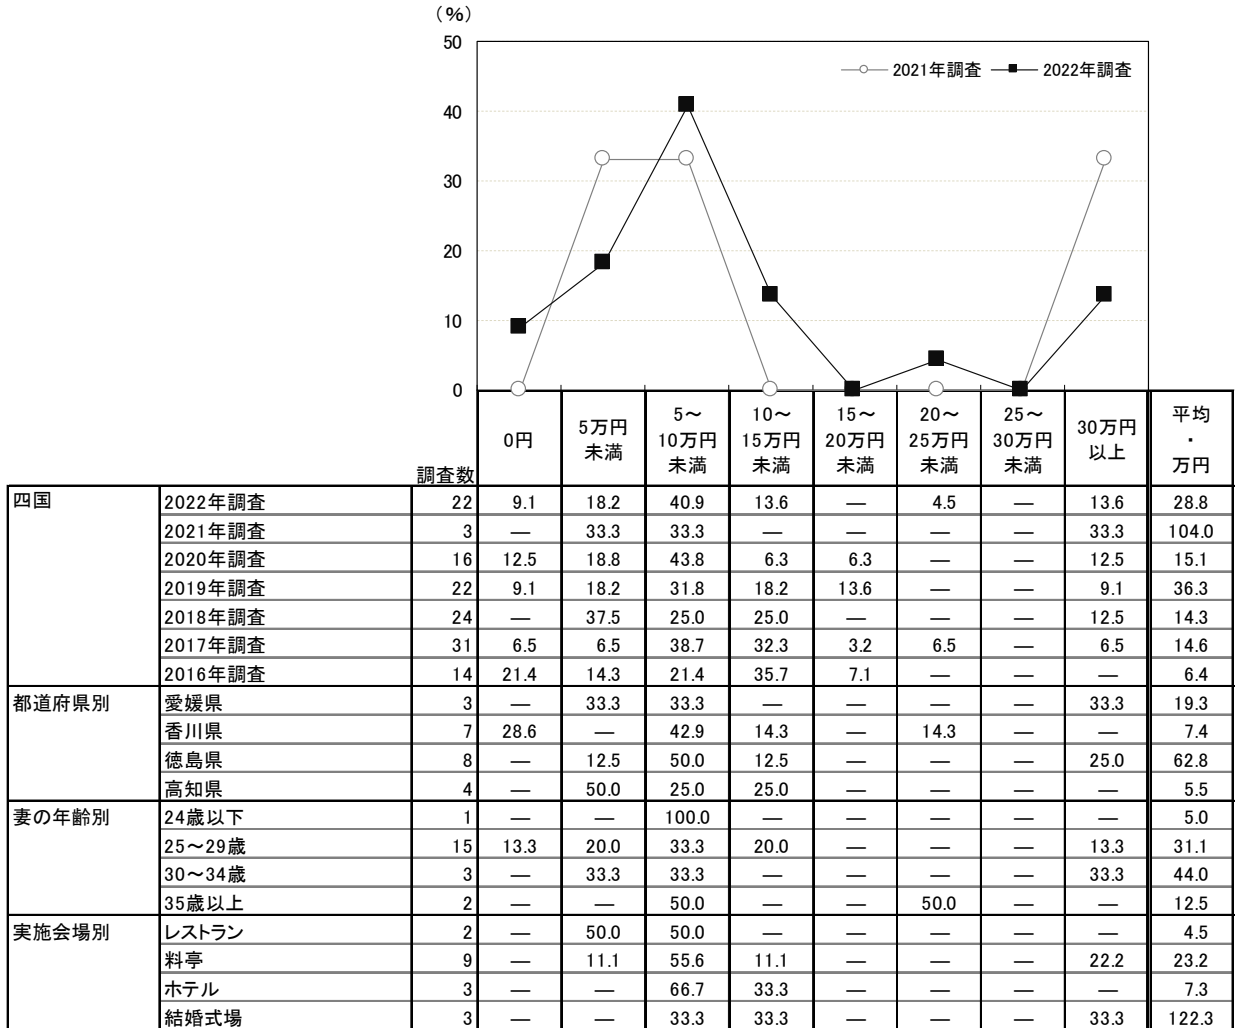 （%）
50
40
30
20
10
0
2021年調査 2022年調査
調査数 0円 5万円未満 5～10万円未満 10～15万円未満 15～20万円未満 20～25万円未満 25～30万円未満 30万円以上 平均・万円
四国 2022年調査 22 9.1 18.2 40.9 13.6 ― 4.5 ― 13.6 28.8
2021年調査 3 ― 33.3 33.3 ― ― ― ― 33.3 104.0
2020年調査 16 12.5 18.8 43.8 6.3 6.3 ― ― 12.5 15.1
2019年調査 22 9.1 18.2 31.8 18.2 13.6 ― ― 9.1 36.3
2018年調査 24 ― 37.5 25.0 25.0 ― ― ― 12.5 14.3
2017年調査 31 6.5 6.5 38.7 32.3 3.2 6.5 ― 6.5 14.6
2016年調査 14 21.4 14.3 21.4 35.7 7.1 ― ― ― 6.4
都道府県別 愛媛県 3 ― 33.3 33.3 ― ― ― ― 33.3 19.3
香川県 7 28.6 ― 42.9 14.3 ― 14.3 ― ― 7.4
徳島県 8 ― 12.5 50.0 12.5 ― ― ― 25.0 62.8
高知県 4 ― 50.0 25.0 25.0 ― ― ― ― 5.5
妻の年齢別 24歳以下 1 ― ― 100.0 ― ― ― ― ― 5.0
25～29歳 15 13.3 20.0 33.3 20.0 ― ― ― 13.3 31.1
30～34歳 3 ― 33.3 33.3 ― ― ― ― 33.3 44.0
35歳以上 2 ― ― 50.0 ― ― 50.0 ― ― 12.5
実施会場別 レストラン 2 ― 50.0 50.0 ― ― ― ― ― 4.5
料亭 9 ― 11.1 55.6 11.1 ― ― ― 22.2 23.2
ホテル 3 ― ― 66.7 33.3 ― ― ― ― 7.3
結婚式場 3 ― ― 33.3 33.3 ― ― ― 33.3 122.3